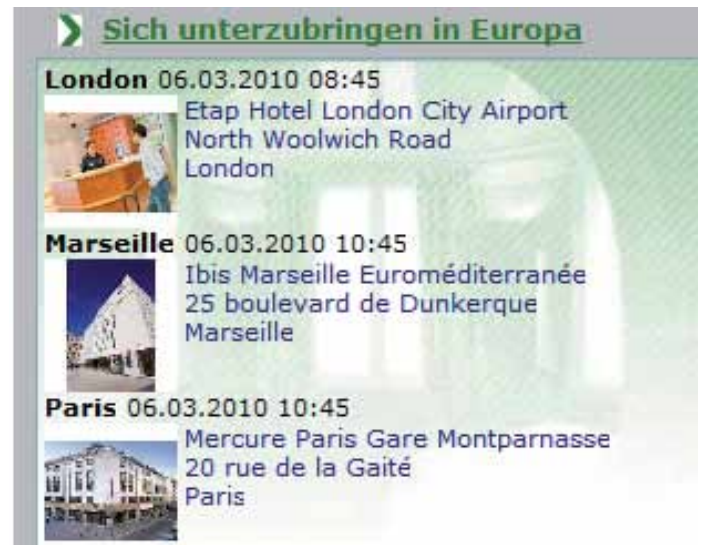 Sich unterzubringen in Europa
London 06.03.2010 08:45
Etap Hotel London City Airport
North Woolwich Road
London
Marseille 06.03.2010 10:45
Ibis Marseille Euroméditerranée
25 boulevard de Dunkerque
Marseille
Paris 06.03.2010 10:45
Mercure Paris Gare Montparnasse
20 rue de la Gaité
Paris